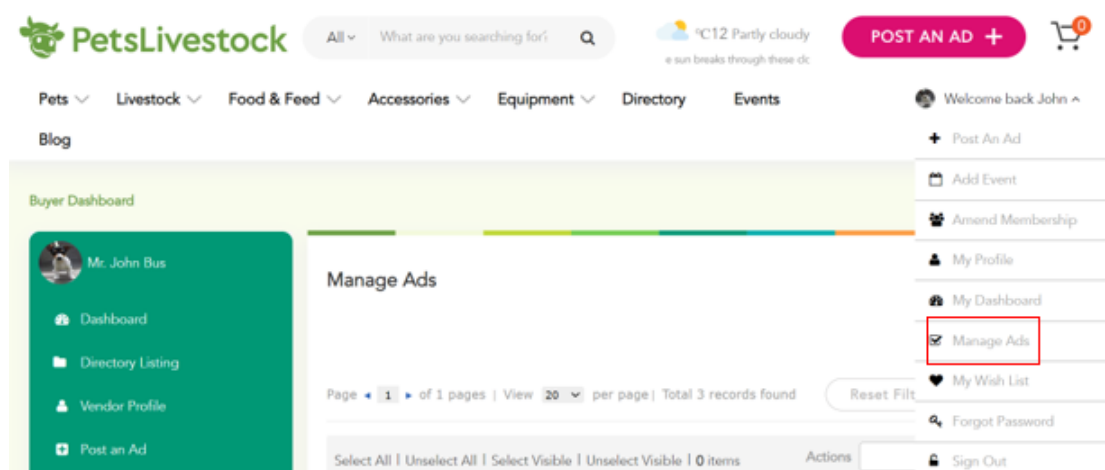 PetsLivestock
All
What are you searching for?
°C12 Partly cloudy
e sun breaks through these clc
POST AN AD +
0
Pets
Livestock
Food & Feed
Accessories
Equipment
Directory
Events
Welcome back John
Blog
Post An Ad
Add Event
Amend Membership
My Profile
My Dashboard
Manage Ads
My Wish List
Forgot Password
Sign Out
Buyer Dashboard
Mr. John Bus
Dashboard
Directory Listing
Vendor Profile
Post an Ad
Manage Ads
Page 1 of 1 pages | View 20 per page | Total 3 records found
Reset Filt
Select All | Unselect All | Select Visible | Unselect Visible | 0 items
Actions